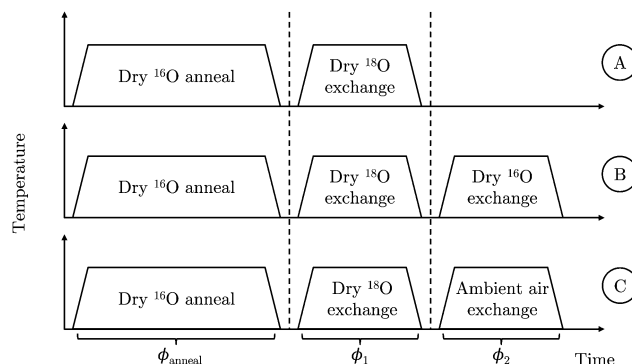 Dry ¹⁶O anneal
Dry ¹⁸O
exchange
A
Temperature
Dry ¹⁶O anneal
Dry ¹⁸O
exchange
Dry ¹⁶O
exchange
B
Dry ¹⁶O anneal
Dry ¹⁸O
exchange
Ambient air
exchange
C
ϕanneal
ϕ₁
ϕ₂
Time